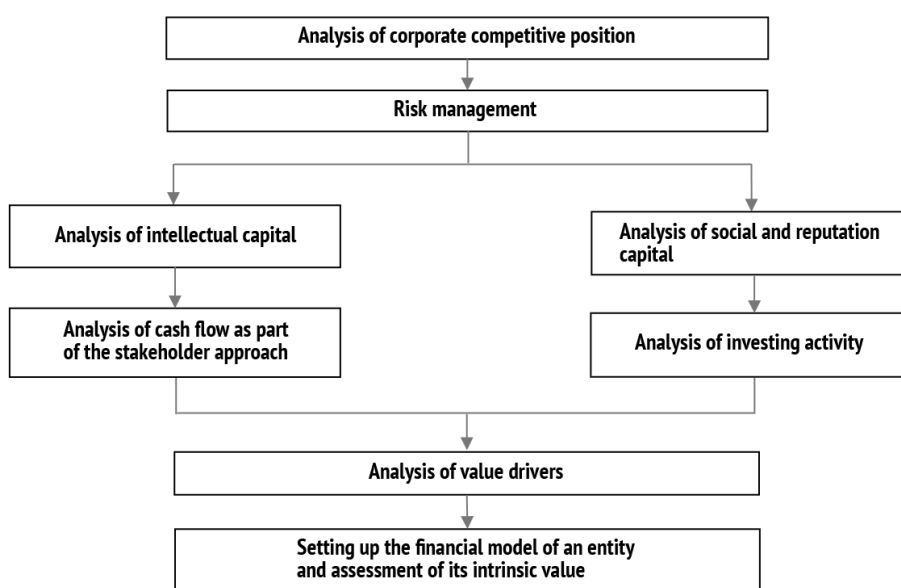 Analysis of corporate competitive position
Risk management
Analysis of intellectual capital
Analysis of social and reputation
capital
Analysis of cash flow as part
of the stakeholder approach
Analysis of investing activity
Analysis of value drivers
Setting up the financial model of an entity
and assessment of its intrinsic value